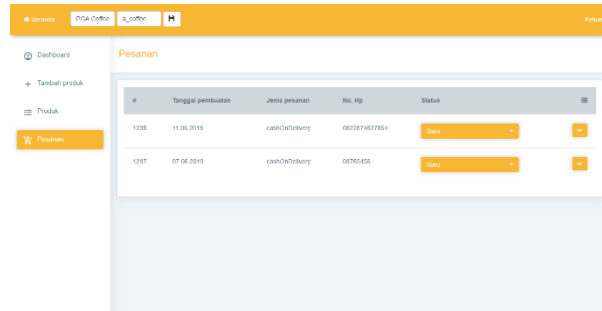 Beranda PGA Coffee a_coffee Keluar
Dashboard
Pesanan
Tambah produk
Produk
Pesanan
# Tanggal pembuatan Jenis pesanan No. Hp Status
1238 11.06.2019 cashOnDelivery Baru
1237 07.06.2019 cashOnDelivery 08766456 Baru